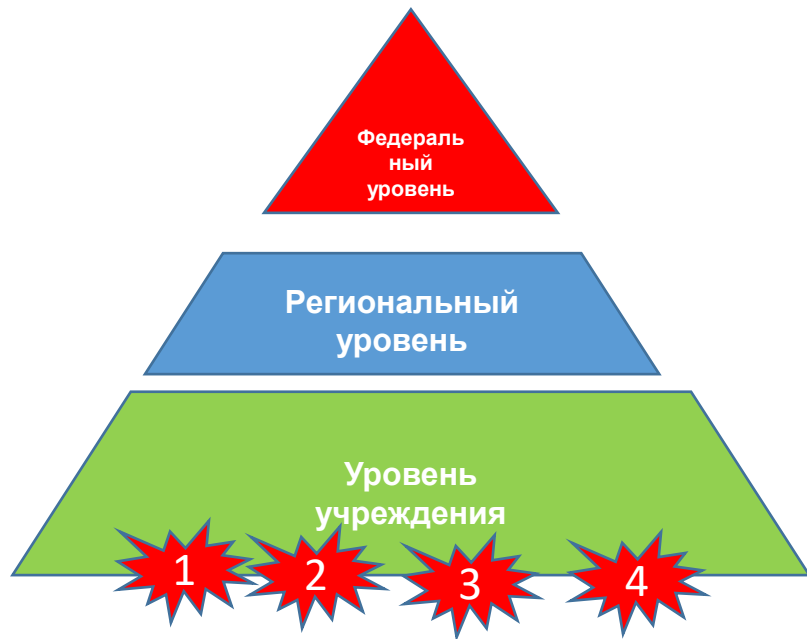 Федераль
ный
уровень
Региональный
уровень
Уровень
учреждения
1 2 3 4